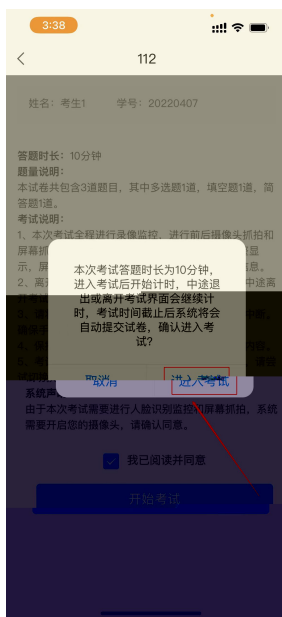 3:38
112
姓名：考生1 学号：20220407
答题时长：10分钟
题量说明：
本试卷共包含3道题目，其中多选题1道，填空题1道，简
答题1道。
考试说明：
1、本次考试全程进行录像监控、进行前后摄像头抓拍和
屏幕抓
示，屏
2、离开
本次考试答题时长为10分钟，
进入考试后开始计时，中途退
出或离开考试界面会继续计
时，考试时间截止后系统将会
自动提交试卷，确认进入考
试?
取消 进入考试
系统声
由于本次考试需要进行人脸识别监控和屏幕抓拍，系统
需要开启您的摄像头，请确认同意。
我已阅读并同意
开始考试